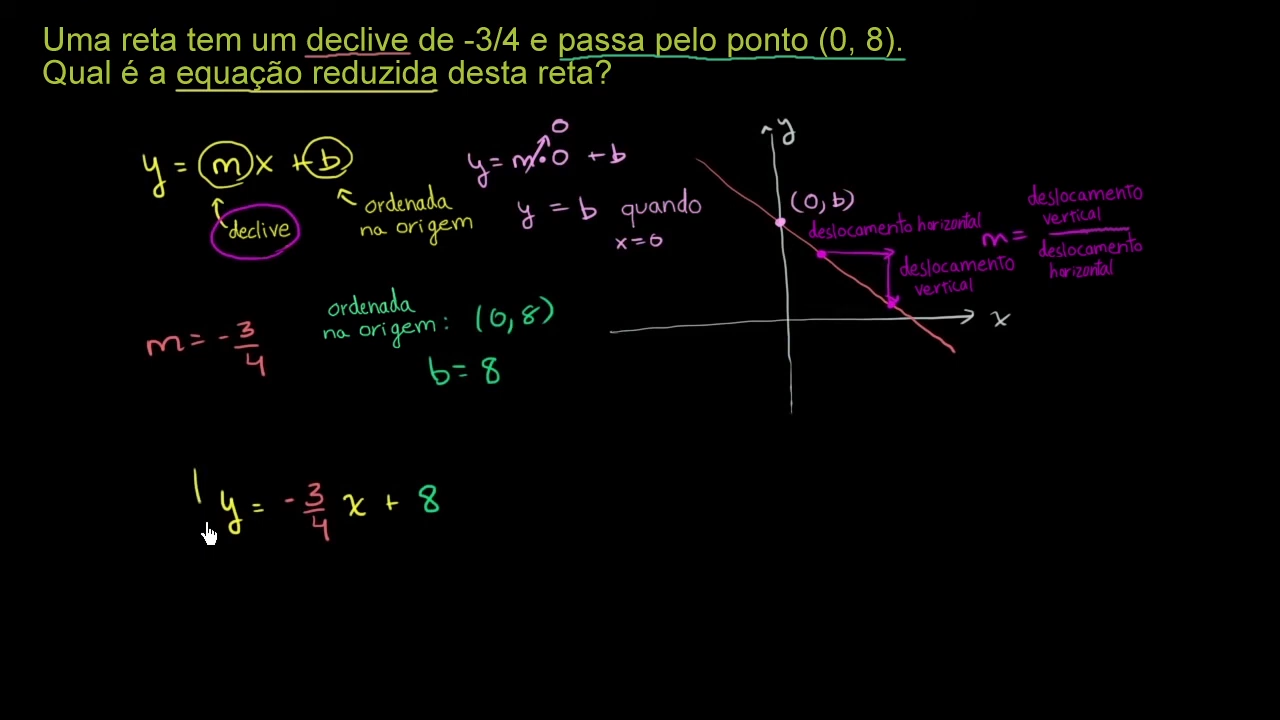 Uma reta tem um declive de -3/4 e passa pelo ponto (0, 8).
Qual é a equação reduzida desta reta?
y = mx + b
declive
ordenada
na origem
0
y = m·0 + b
y = b quando
x=0
y
(0,b)
deslocamento horizontal
deslocamento
vertical
x
m = deslocamento
vertical
deslocamento
horizontal
m = -3/4
ordenada
na origem: (0,8)
b = 8
y = -3/4 x + 8